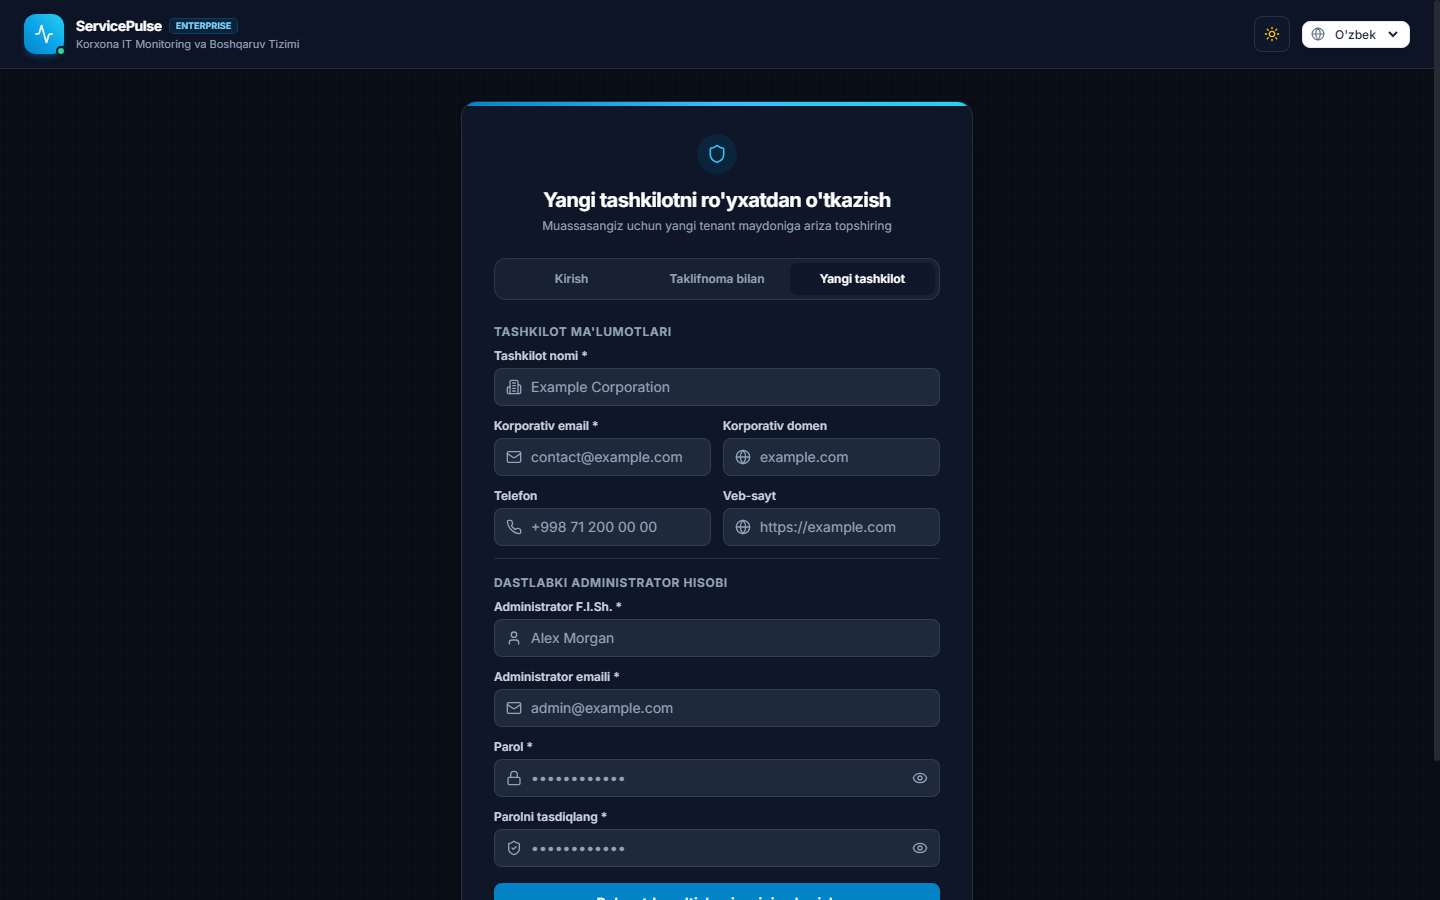 ServicePulse ENTERPRISE
Korxona IT Monitoring va Boshqaruv Tizimi
O'zbek
Yangi tashkilotni ro'yxatdan o'tkazish
Muassasangiz uchun yangi tenant maydoniga ariza topshiring
Kirish Taklifnoma bilan Yangi tashkilot
TASHKILOT MA'LUMOTLARI
Tashkilot nomi *
Example Corporation
Korporativ email * Korporativ domen
contact@example.com example.com
Telefon Veb-sayt
+998 71 200 00 00 https://example.com
DASTLABKI ADMINISTRATOR HISOBI
Administrator F.I.Sh. *
Alex Morgan
Administrator emaili *
admin@example.com
Parol *
••••••••••••
Parolni tasdiqlang *
••••••••••••